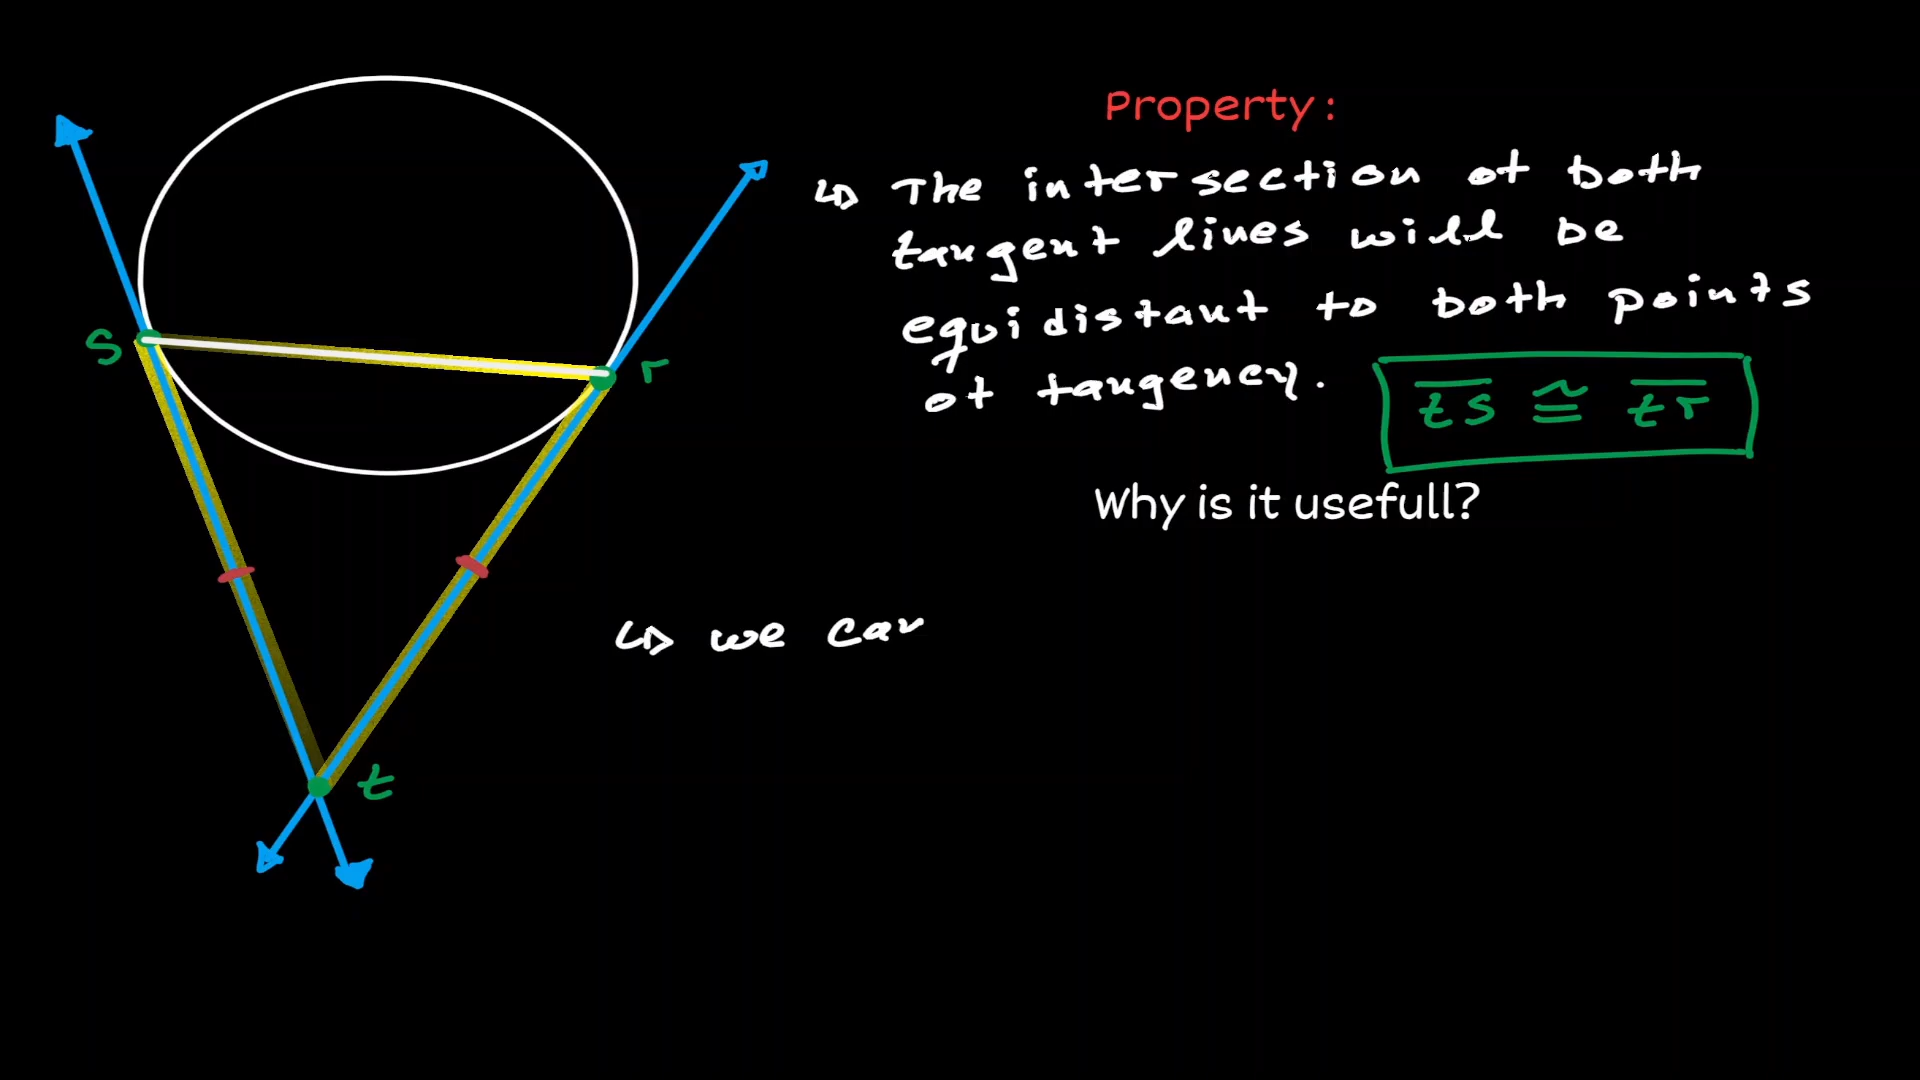 Property:
↳ The intersection of both
tangent lines will be
equidistant to both points
of tangency.
ts ≅ tr
Why is it usefull?
s
r
↳ we can
t